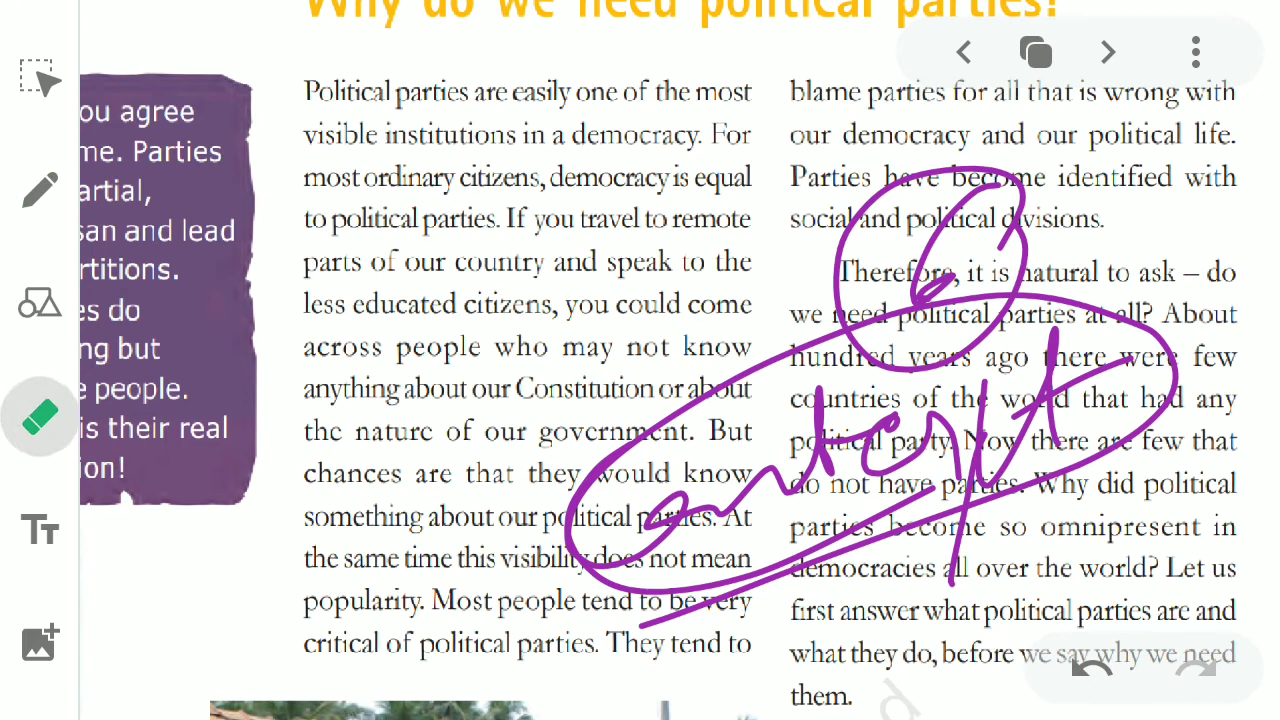 Why do we need political parties?
ou agree
me. Parties
artial,
san and lead
rtitions.
es do
ng but
e people.
is their real
ion!
Political parties are easily one of the most
visible institutions in a democracy. For
most ordinary citizens, democracy is equal
to political parties. If you travel to remote
parts of our country and speak to the
less educated citizens, you could come
across people who may not know
anything about our Constitution or about
the nature of our government. But
chances are that they would know
something about our political parties. At
the same time this visibility does not mean
popularity. Most people tend to be very
critical of political parties. They tend to
blame parties for all that is wrong with
our democracy and our political life.
Parties have become identified with
social and political divisions.
Therefore, it is natural to ask – do
we need political parties at all? About
hundred years ago there were few
countries of the world that had any
political party. Now there are few that
do not have parties. Why did political
parties become so omnipresent in
democracies all over the world? Let us
first answer what political parties are and
what they do, before we say why we need
them.
d
Tт